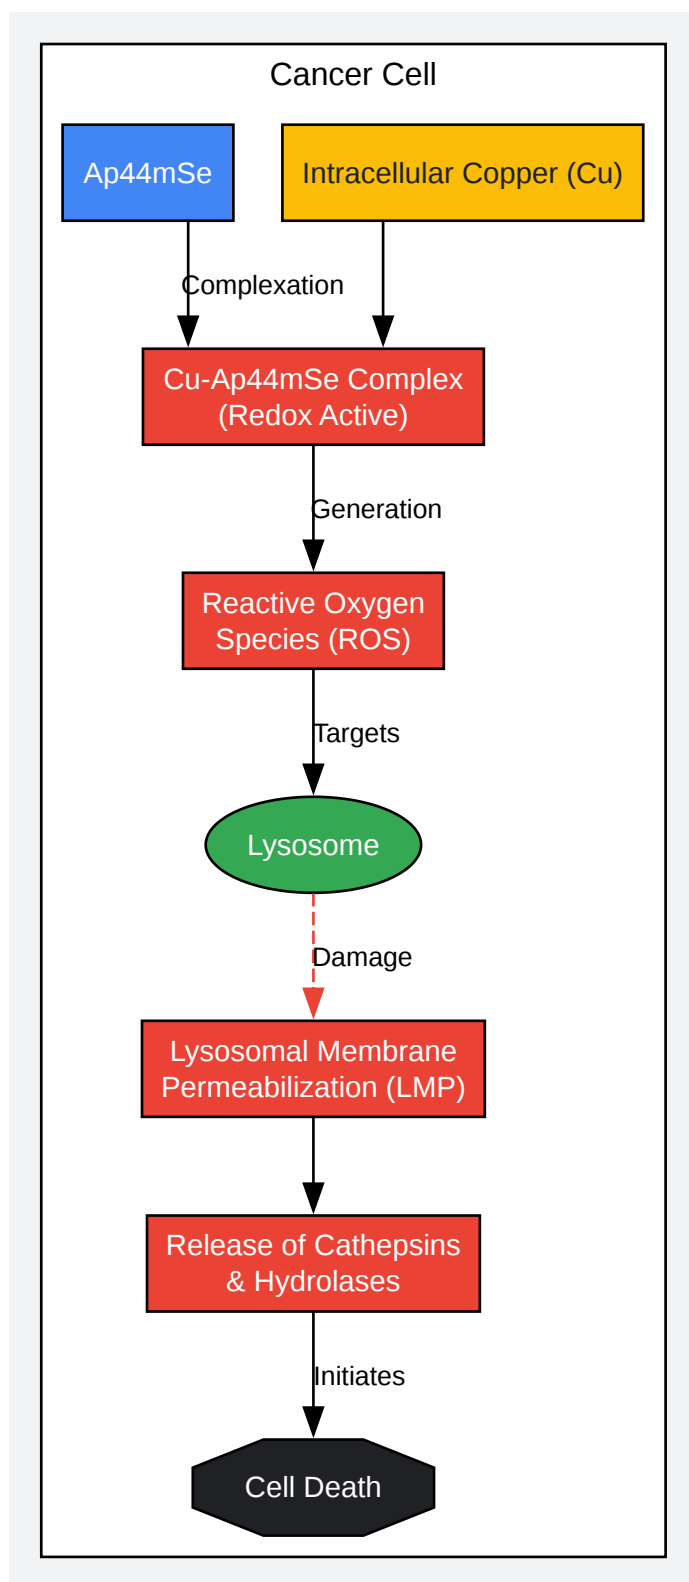 Cancer Cell
Ap44mSe
Intracellular Copper (Cu)
Complexation
Cu-Ap44mSe Complex
(Redox Active)
Generation
Reactive Oxygen
Species (ROS)
Targets
Lysosome
Damage
Lysosomal Membrane
Permeabilization (LMP)
Release of Cathepsins
& Hydrolases
Initiates
Cell Death